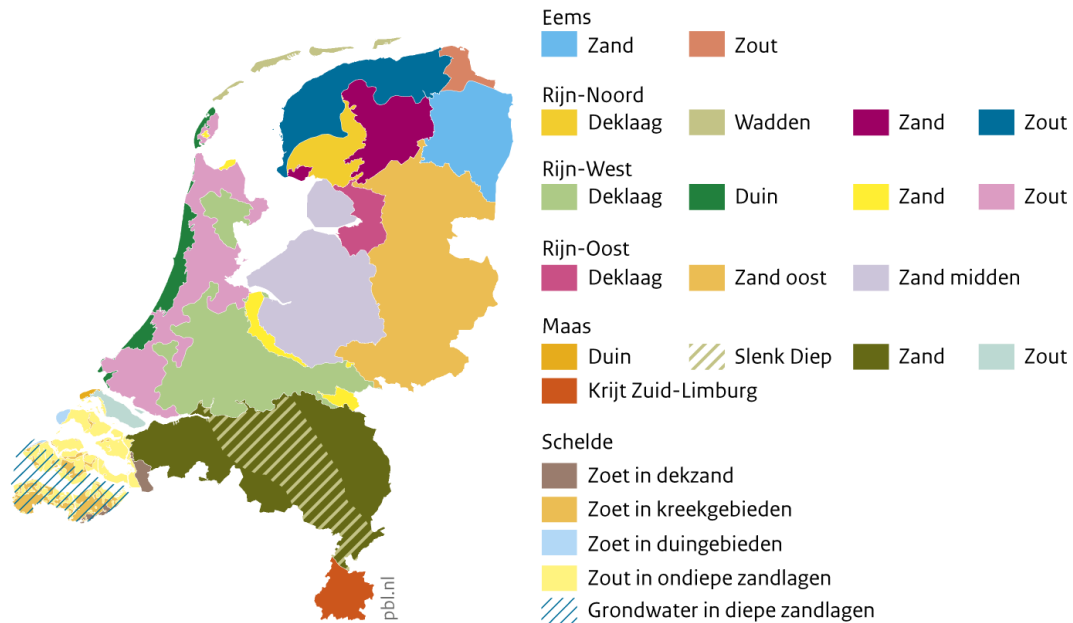 Eems
Zand Zout
Rijn-Noord
Deklaag Wadden Zand Zout
Rijn-West
Deklaag Duin Zand Zout
Rijn-Oost
Deklaag Zand oost Zand midden
Maas
Duin Slenk Diep Zand Zout
Krijt Zuid-Limburg
Schelde
Zoet in dekzand
Zoet in kreekgebieden
Zoet in duingebieden
Zout in ondiepe zandlagen
Grondwater in diepe zandlagen
pbl.nl